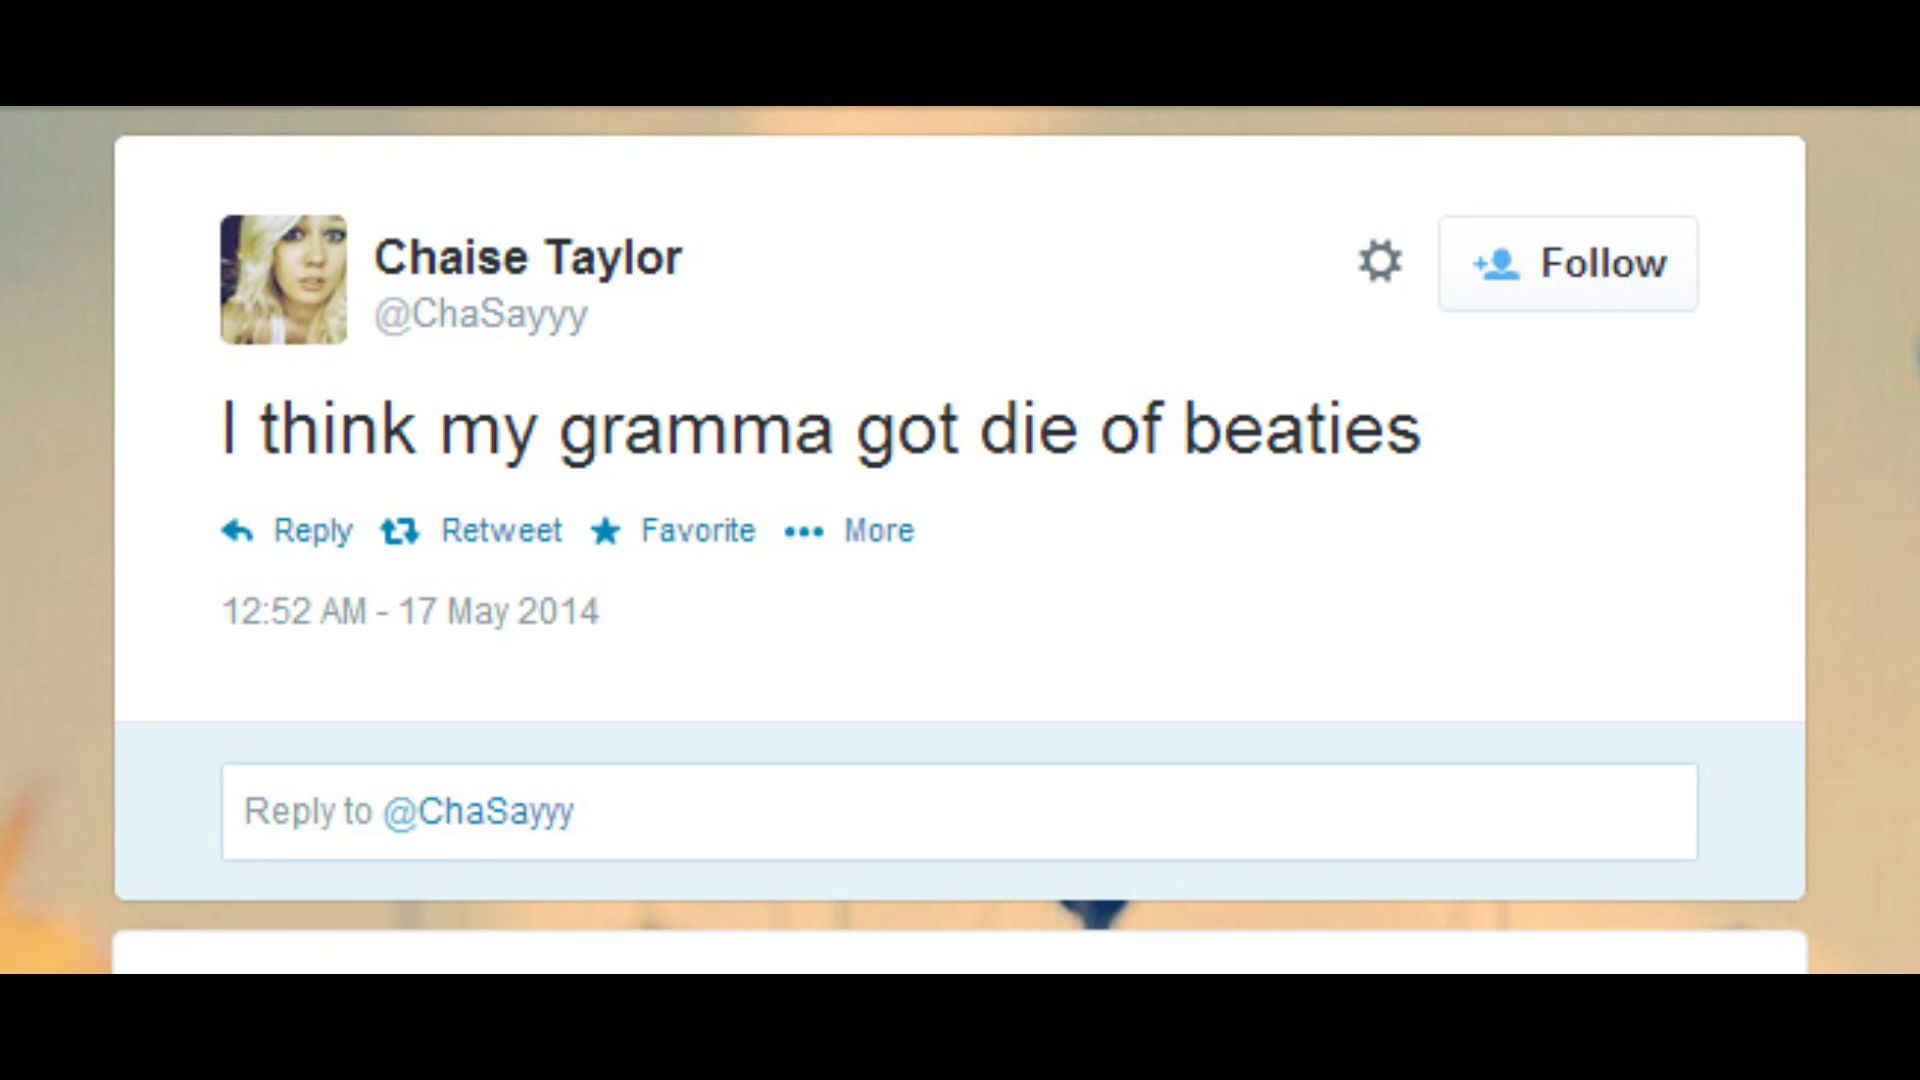 Chaise Taylor
@ChaSayyy
Follow
I think my gramma got die of beaties
Reply Retweet Favorite More
12:52 AM - 17 May 2014
Reply to @ChaSayyy